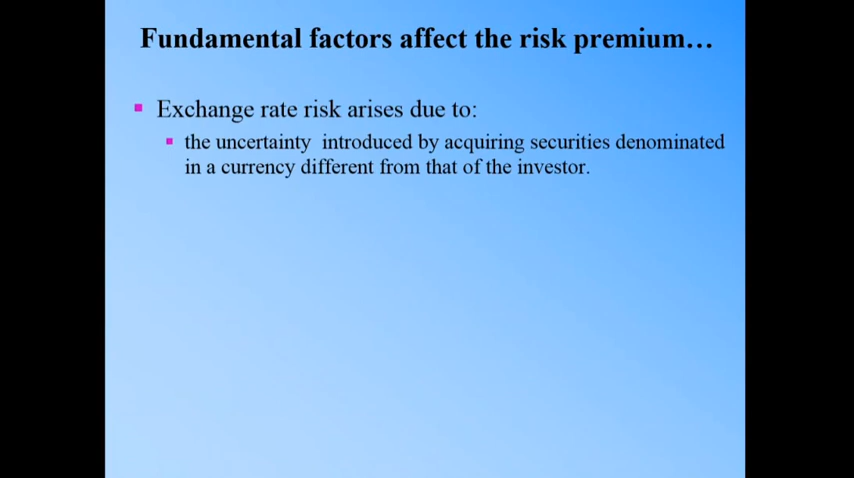 Fundamental factors affect the risk premium…
Exchange rate risk arises due to:
the uncertainty introduced by acquiring securities denominated
in a currency different from that of the investor.